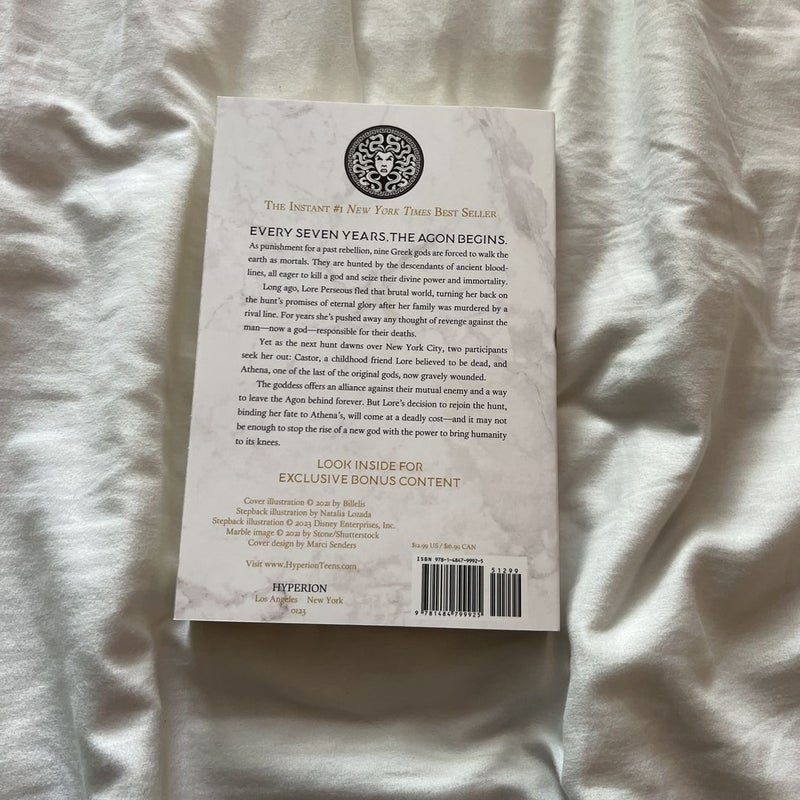 THE INSTANT #1 NEW YORK TIMES BEST SELLER
EVERY SEVEN YEARS, THE AGON BEGINS.
As punishment for a past rebellion, nine Greek gods are forced to walk the
earth as mortals. They are hunted by the descendants of ancient blood-
lines, all eager to kill a god and seize their divine power and immortality.
Long ago, Lore Perseous fled that brutal world, turning her back on
the hunt's promises of eternal glory after her family was murdered by a
rival line. For years she's pushed away any thought of revenge against the
man—now a god—responsible for their deaths.
Yet as the next hunt dawns over New York City, two participants
seek her out: Castor, a childhood friend Lore believed to be dead, and
Athena, one of the last of the original gods, now gravely wounded.
The goddess offers an alliance against their mutual enemy and a way
to leave the Agon behind forever. But Lore's decision to rejoin the hunt,
binding her fate to Athena's, will come at a deadly cost—and it may not
be enough to stop the rise of a new god with the power to bring humanity
to its knees.
LOOK INSIDE FOR
EXCLUSIVE BONUS CONTENT
Cover illustration © 2021 by Billelis
Stepback illustration by Natalia Lozada
Stepback illustration © 2023 Disney Enterprises, Inc.
Marble image © 2021 by Stone/Shutterstock
Cover design by Marci Senders
$12.99 US / $16.99 CAN
Visit www.HyperionTeens.com
ISBN 978-1-4847-9992-5
51299
HYPERION
Los Angeles New York
0123
9 781484 799925